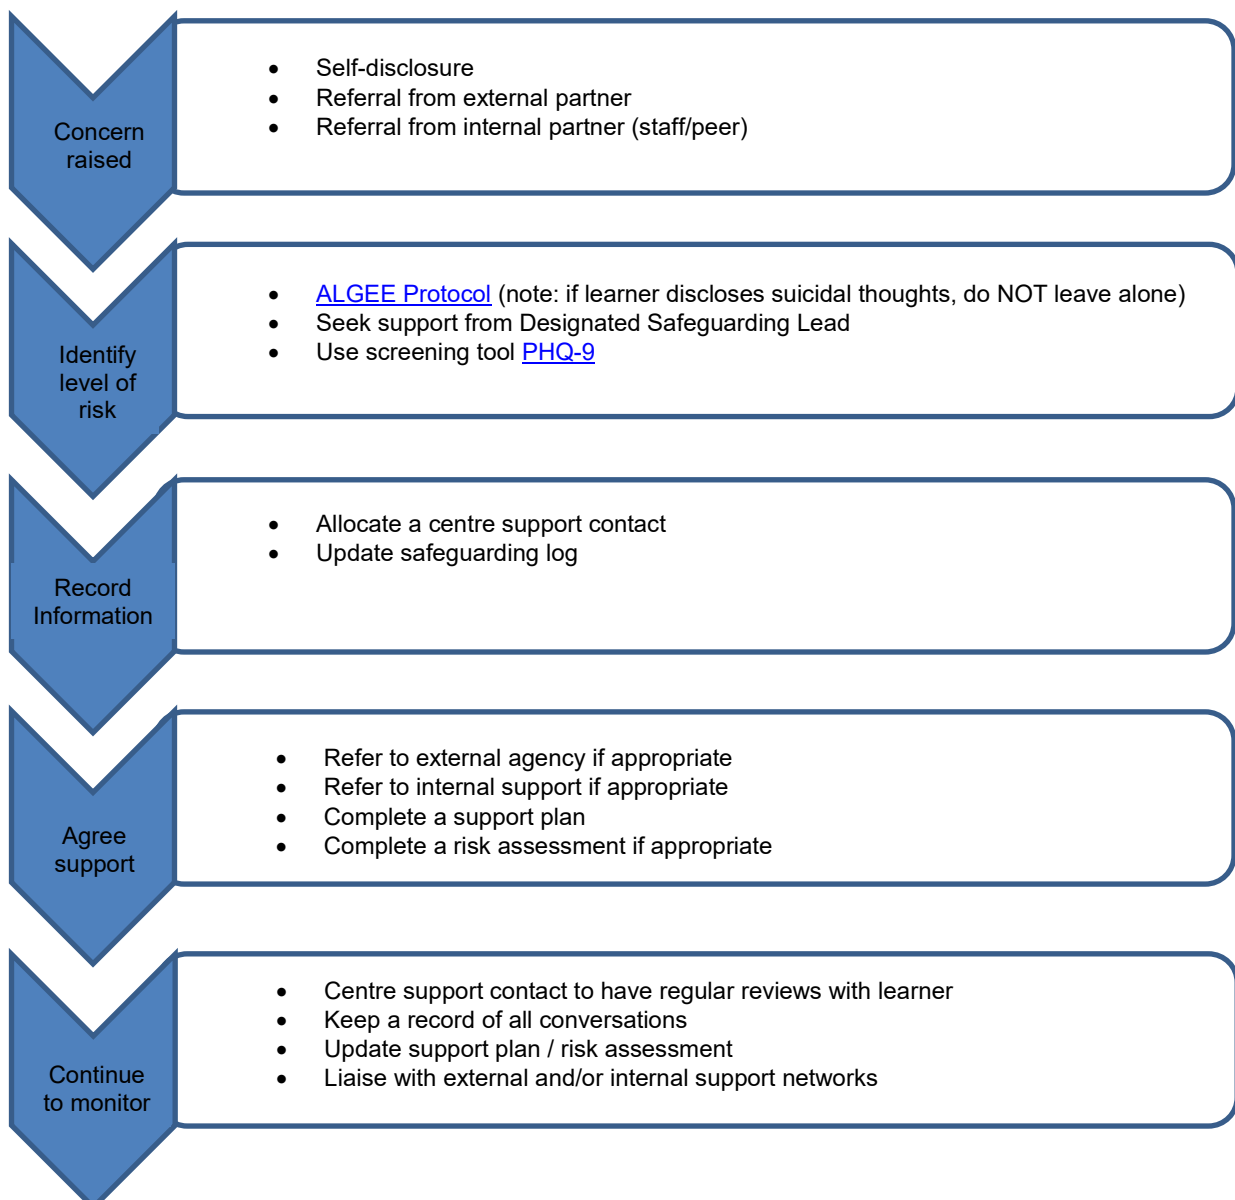 Concern
raised
• Self-disclosure
• Referral from external partner
• Referral from internal partner (staff/peer)
Identify
level of
risk
• ALGEE Protocol (note: if learner discloses suicidal thoughts, do NOT leave alone)
• Seek support from Designated Safeguarding Lead
• Use screening tool PHQ-9
Record
Information
• Allocate a centre support contact
• Update safeguarding log
Agree
support
• Refer to external agency if appropriate
• Refer to internal support if appropriate
• Complete a support plan
• Complete a risk assessment if appropriate
Continue
to monitor
• Centre support contact to have regular reviews with learner
• Keep a record of all conversations
• Update support plan / risk assessment
• Liaise with external and/or internal support networks